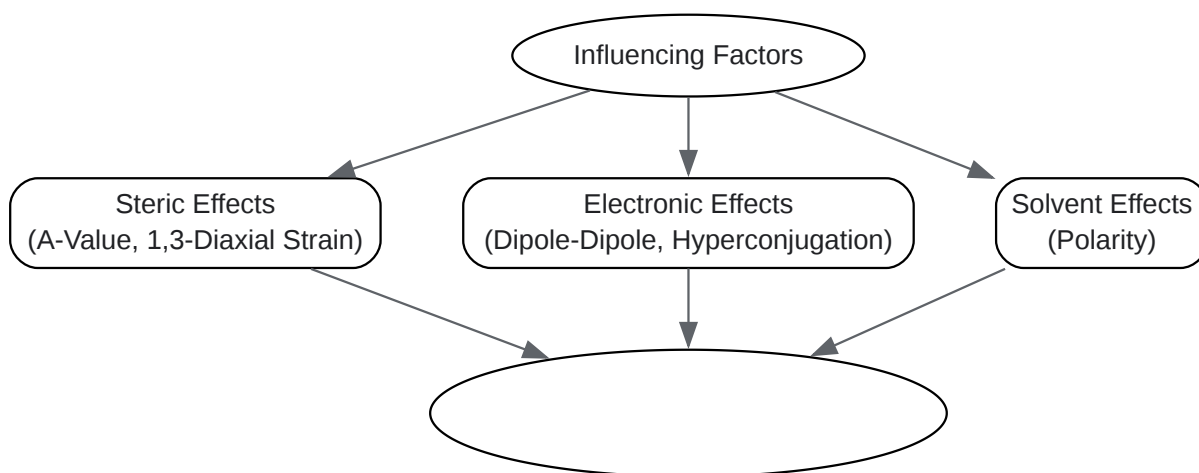 Influencing Factors
Steric Effects
(A-Value, 1,3-Diaxial Strain)
Electronic Effects
(Dipole-Dipole, Hyperconjugation)
Solvent Effects
(Polarity)